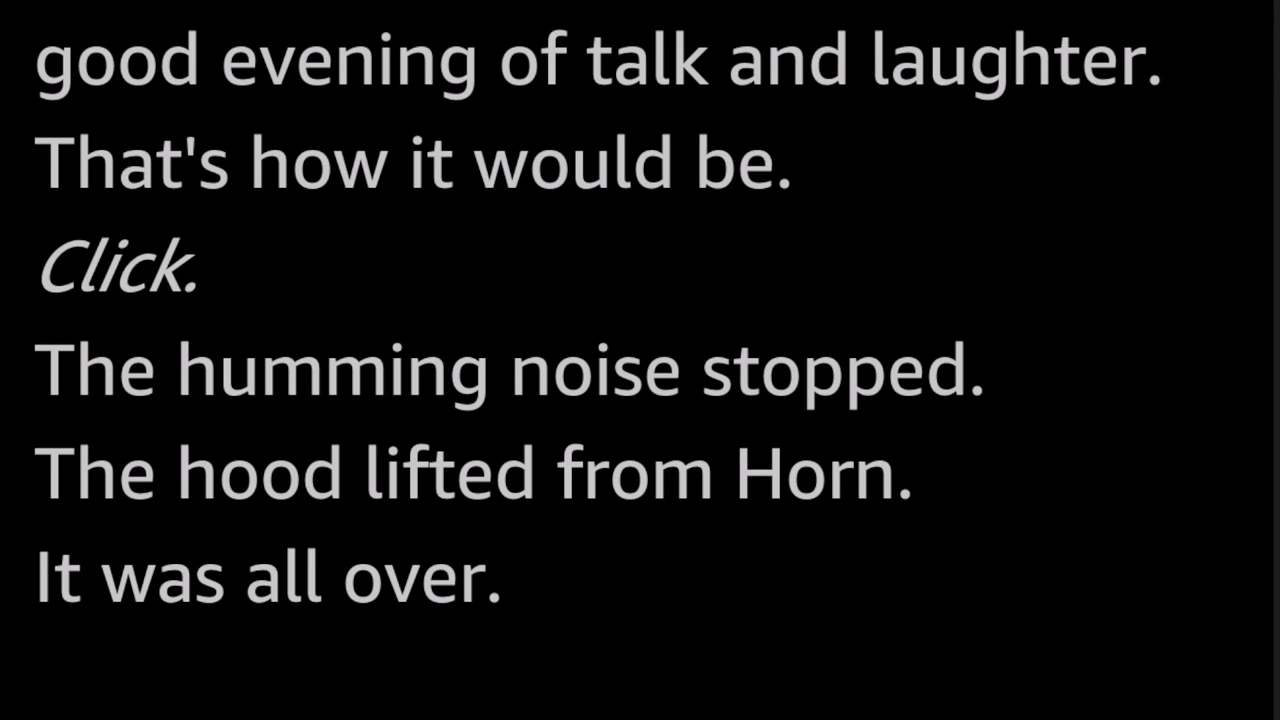 good evening of talk and laughter.
That's how it would be.
Click.
The humming noise stopped.
The hood lifted from Horn.
It was all over.